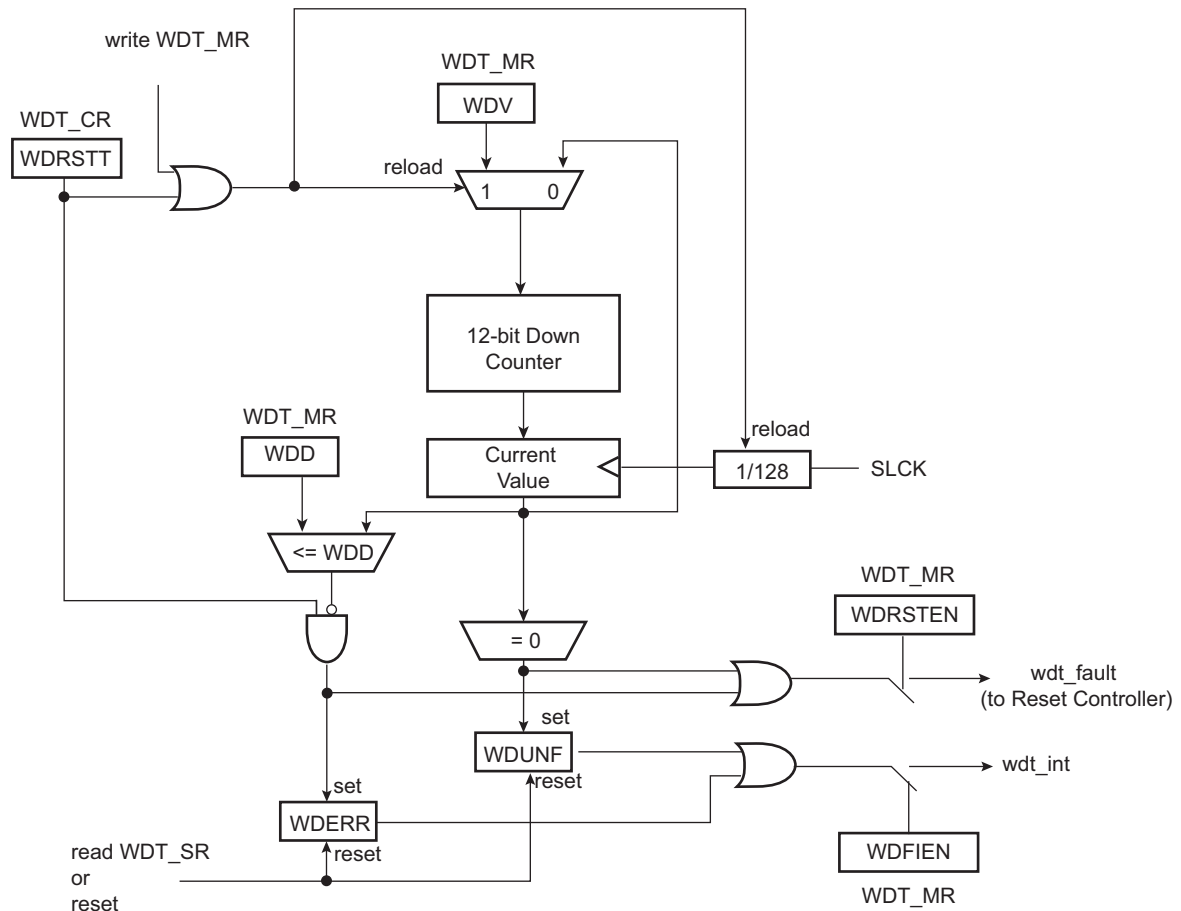 write WDT_MR
WDT_MR
WDV
WDT_CR
WDRSTT
reload
1 0
12-bit Down
Counter
WDT_MR
WDD
reload
Current
Value
1/128
SLCK
<= WDD
WDT_MR
WDRSTEN
= 0
wdt_fault
(to Reset Controller)
set
WDUNF
reset
wdt_int
set
WDERR
reset
WDFIEN
WDT_MR
read WDT_SR
or
reset